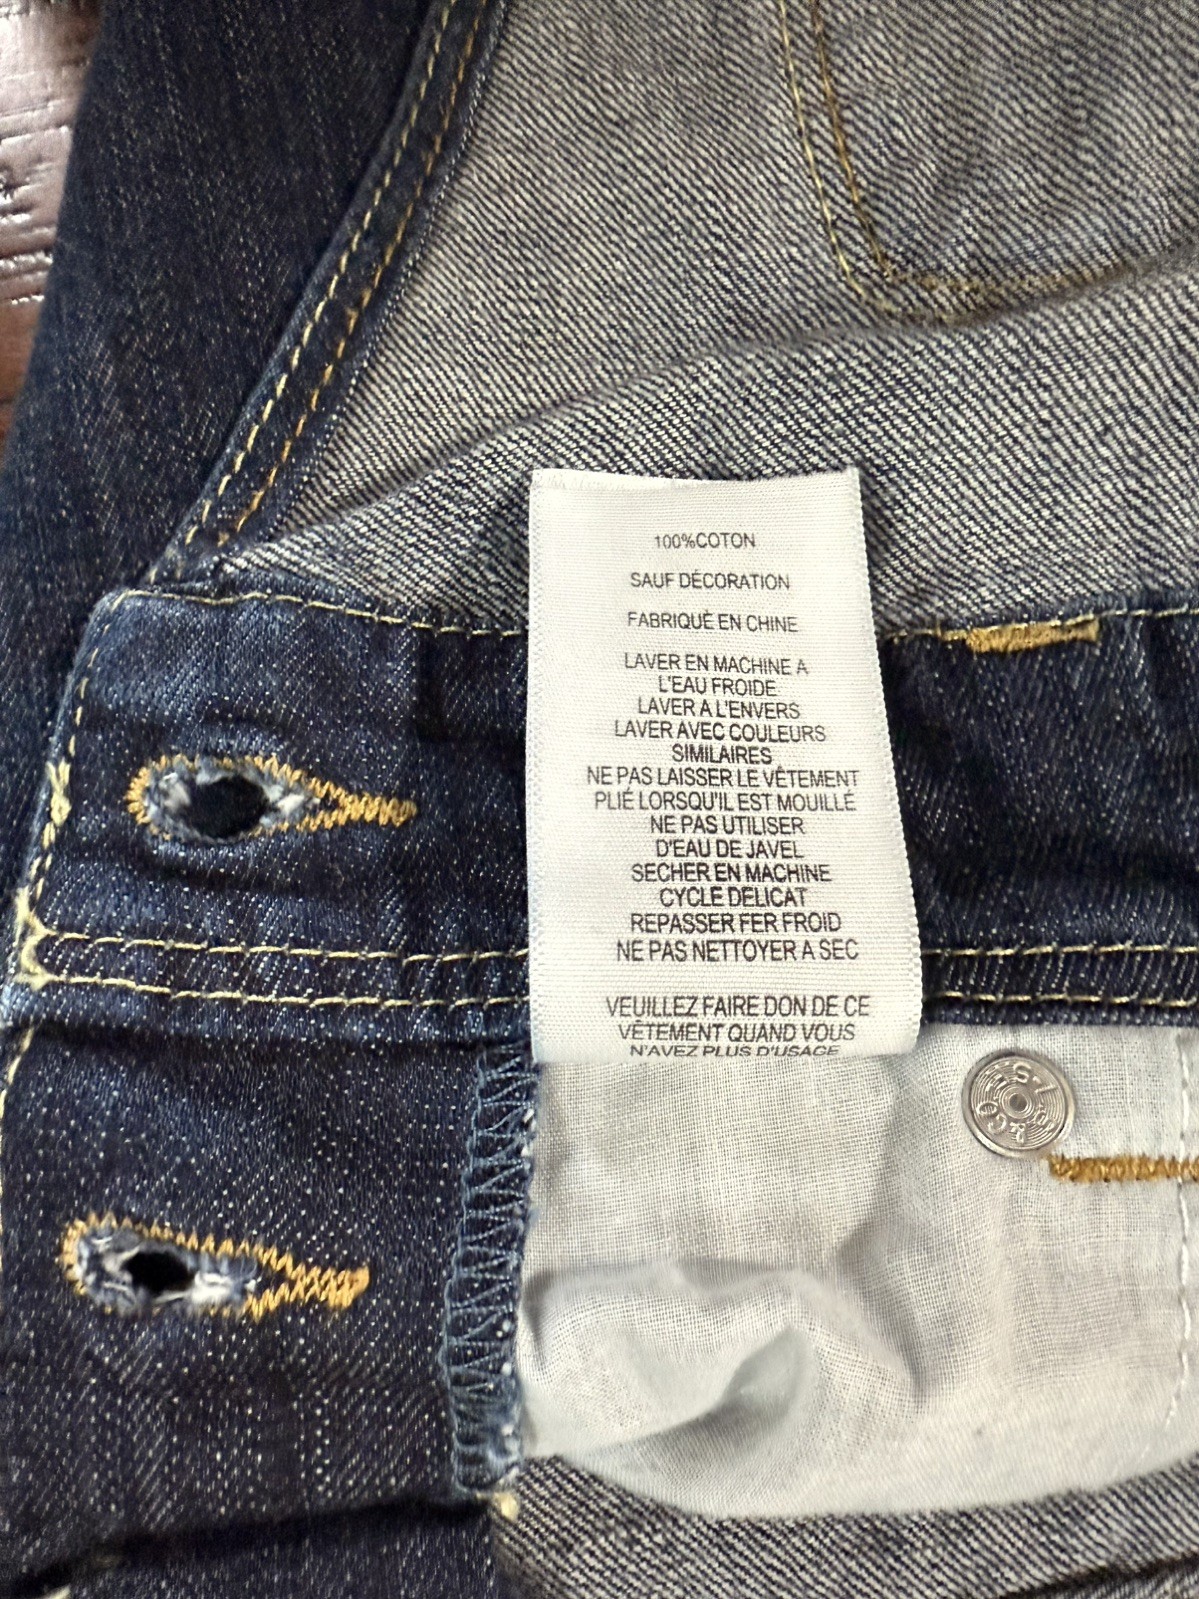 100%COTON
SAUF DÉCORATION
FABRIQUÈ EN CHINE
LAVER EN MACHINE A
L'EAU FROIDE
LAVER A L'ENVERS
LAVER AVEC COULEURS
SIMILAIRES
NE PAS LAISSER LE VÊTEMENT
PLIÉ LORSQU'IL EST MOUILLÉ
NE PAS UTILISER
D'EAU DE JAVEL
SECHER EN MACHINE
CYCLE DELICAT
REPASSER FER FROID
NE PAS NETTOYER A SEC
VEUILLEZ FAIRE DON DE CE
VÊTEMENT QUAND VOUS
N'AVEZ PLUS D'USAGE
L.S. &CO